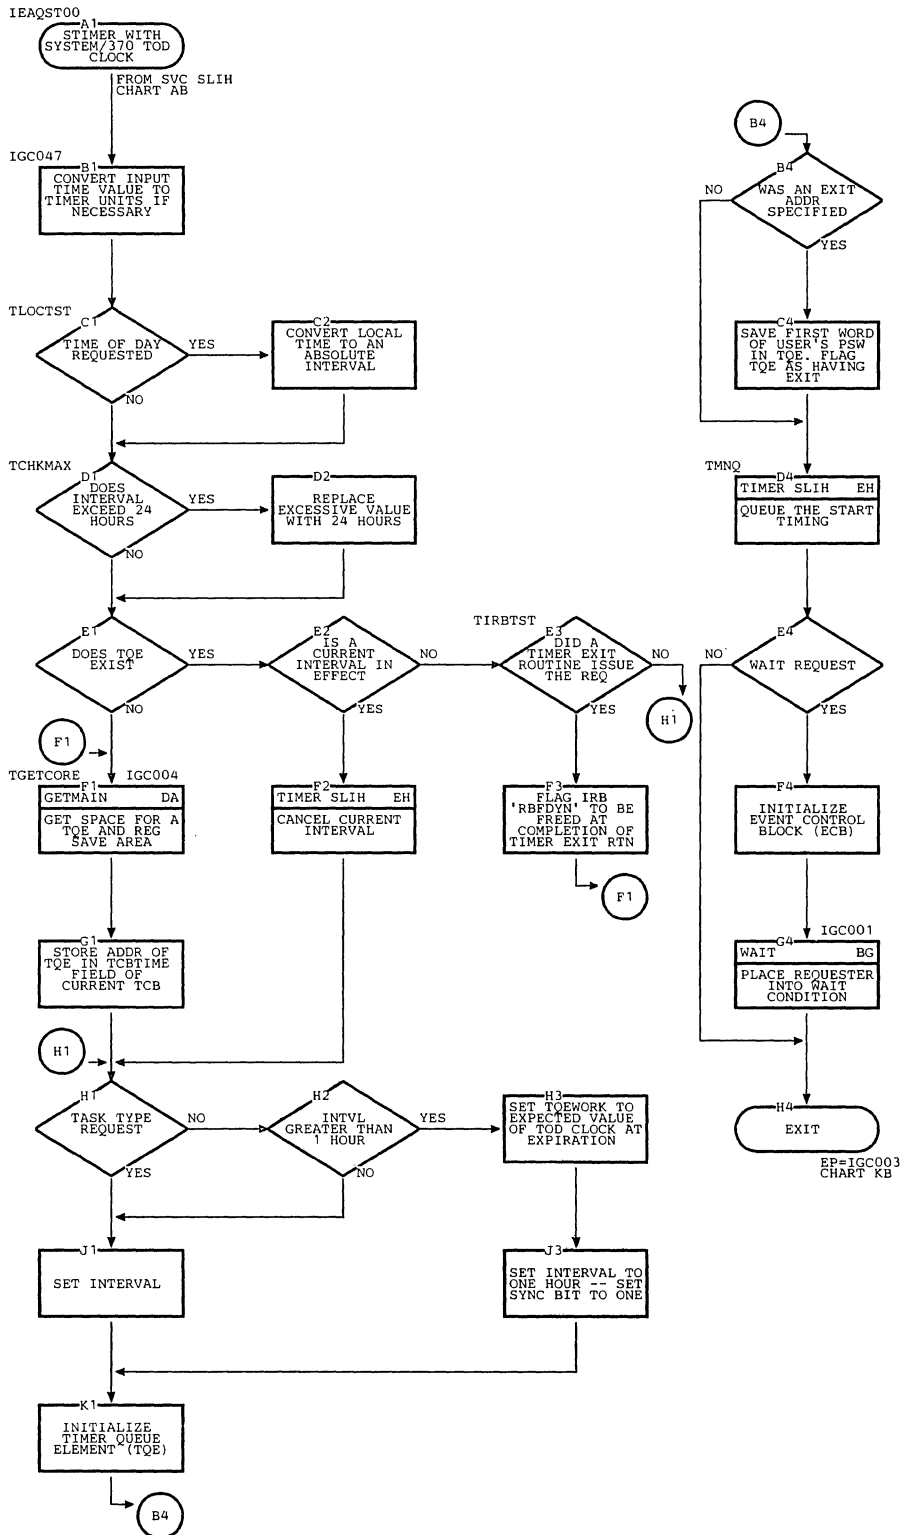 IEAQST00
A1
STIMER WITH
SYSTEM/370 TOD
CLOCK
FROM SVC SLIH
CHART AB
IGC047
B1
CONVERT INPUT
TIME VALUE TO
TIMER UNITS IF
NECESSARY
TLOCTST
C1
TIME OF DAY
REQUESTED
YES
NO
C2
CONVERT LOCAL
TIME TO AN
ABSOLUTE
INTERVAL
TCHKMAX
D1
DOES
INTERVAL
EXCEED 24
HOURS
YES
NO
D2
REPLACE
EXCESSIVE VALUE
WITH 24 HOURS
E1
DOES TQE
EXIST
YES
NO
E2
IS A
CURRENT
INTERVAL IN
EFFECT
NO
YES
TIRBTST
E3
DID A
TIMER EXIT
ROUTINE ISSUE
THE REQ
NO
YES
H1
F1
TGETCORE
IGC004
F1
GETMAIN DA
GET SPACE FOR A
TQE AND REG
SAVE AREA
F2
TIMER SLIH EH
CANCEL CURRENT
INTERVAL
F3
FLAG IRB
'RBFDYN' TO BE
FREED AT
COMPLETION OF
TIMER EXIT RTN
F1
G1
STORE ADDR OF
TQE IN TCBTIME
FIELD OF
CURRENT TCB
H1
H1
TASK TYPE
REQUEST
NO
YES
H2
INTVL
GREATER THAN
1 HOUR
YES
NO
H3
SET TQEWORK TO
EXPECTED VALUE
OF TOD CLOCK AT
EXPIRATION
J1
SET INTERVAL
J3
SET INTERVAL TO
ONE HOUR -- SET
SYNC BIT TO ONE
K1
INITIALIZE
TIMER QUEUE
ELEMENT (TQE)
B4
B4
B4
WAS AN EXIT
ADDR
SPECIFIED
NO
YES
C4
SAVE FIRST WORD
OF USER'S PSW
IN TQE. FLAG
TQE AS HAVING
EXIT
TMNQ
D4
TIMER SLIH EH
QUEUE THE START
TIMING
E4
WAIT REQUEST
NO
YES
F4
INITIALIZE
EVENT CONTROL
BLOCK (ECB)
IGC001
G4
WAIT BG
PLACE REQUESTER
INTO WAIT
CONDITION
H4
EXIT
EP=IGC003
CHART KB